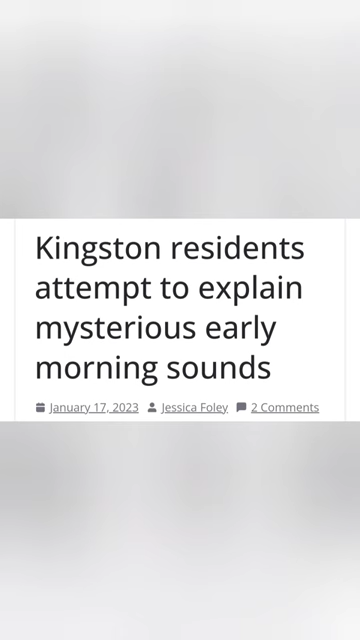 Kingston residents
attempt to explain
mysterious early
morning sounds
January 17, 2023 Jessica Foley 2 Comments